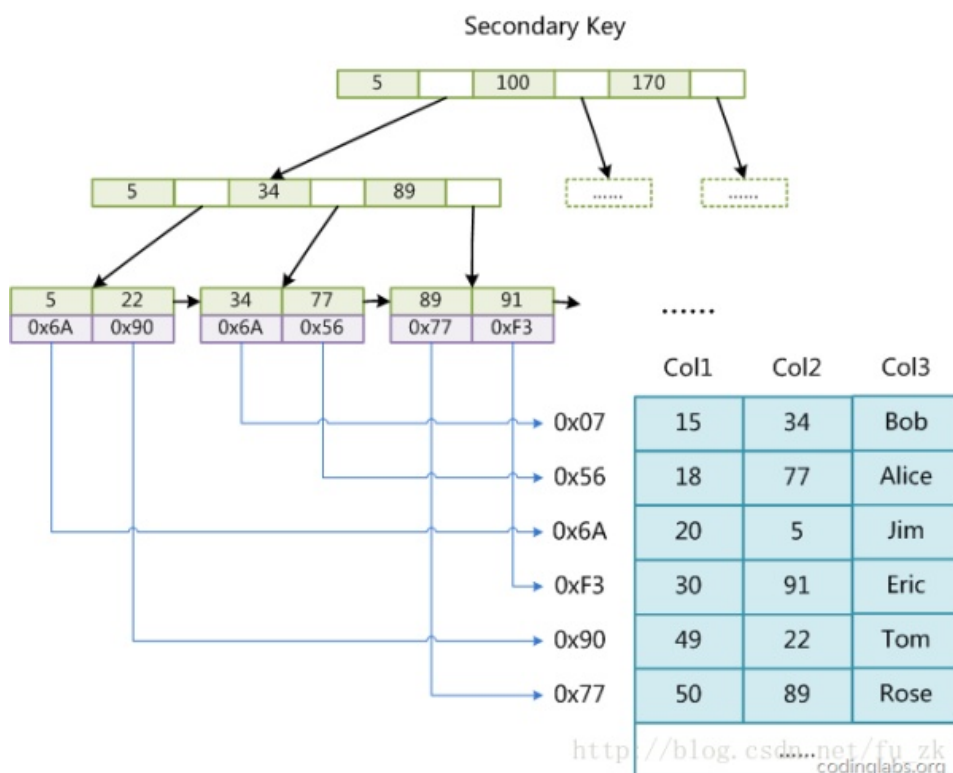 Secondary Key
5 100 170
5 34 89
...... ......
5 22 34 77 89 91
0x6A 0x90 0x6A 0x56 0x77 0xF3
......
Col1 Col2 Col3
0x07 15 34 Bob
0x56 18 77 Alice
0x6A 20 5 Jim
0xF3 30 91 Eric
0x90 49 22 Tom
0x77 50 89 Rose
......
http://blog.csdn.net/fu_zk
codinglabs.org